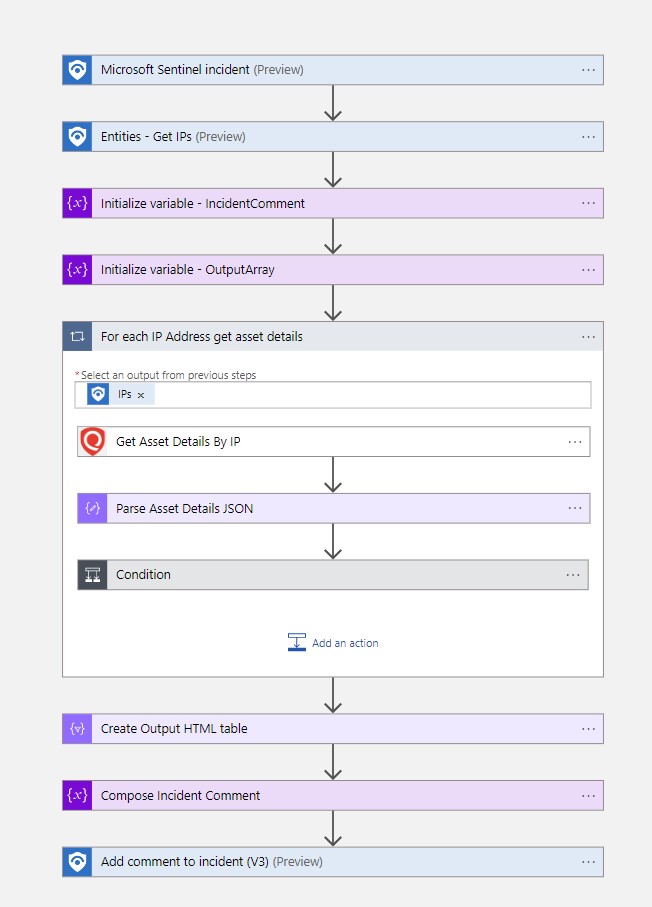 Microsoft Sentinel incident (Preview)
Entities - Get IPs (Preview)
{x} Initialize variable - IncidentComment
{x} Initialize variable - OutputArray
For each IP Address get asset details
*Select an output from previous steps
IPs x
Get Asset Details By IP
Parse Asset Details JSON
Condition
Add an action
Create Output HTML table
{x} Compose Incident Comment
Add comment to incident (V3) (Preview)